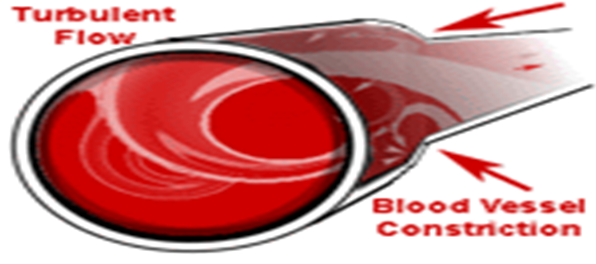 Turbulent
Flow
Blood Vessel
Constriction